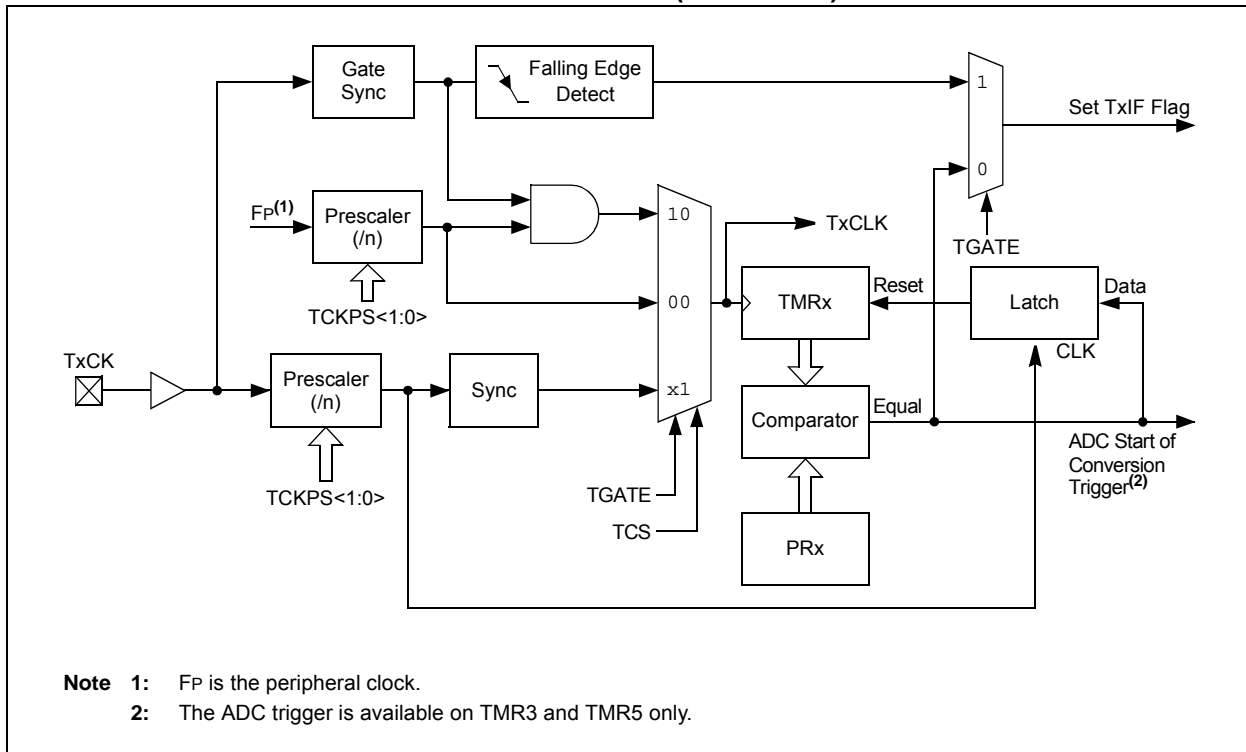 Gate
Sync
Falling Edge
Detect
1
Set TxIF Flag
0
FP(1)
Prescaler
(/n)
10
TxCLK
TGATE
TCKPS<1:0>
00
TMRx
Reset
Latch
Data
CLK
TxCK
Prescaler
(/n)
Sync
x1
Comparator
Equal
ADC Start of
Conversion
Trigger(2)
TCKPS<1:0>
TGATE
TCS
PRx
Note 1: FP is the peripheral clock.
2: The ADC trigger is available on TMR3 and TMR5 only.